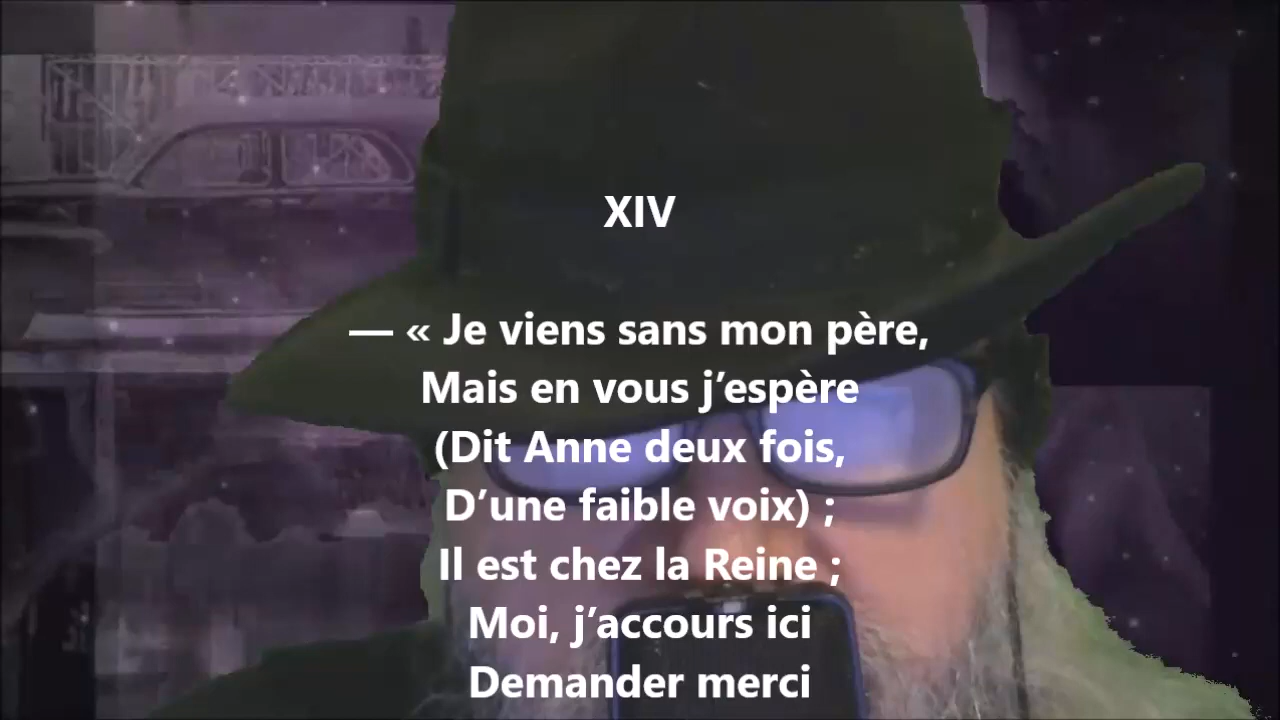 XIV
— « Je viens sans mon père,
Mais en vous j’espère
(Dit Anne deux fois,
D’une faible voix) ;
Il est chez la Reine ;
Moi, j’accours ici
Demander merci